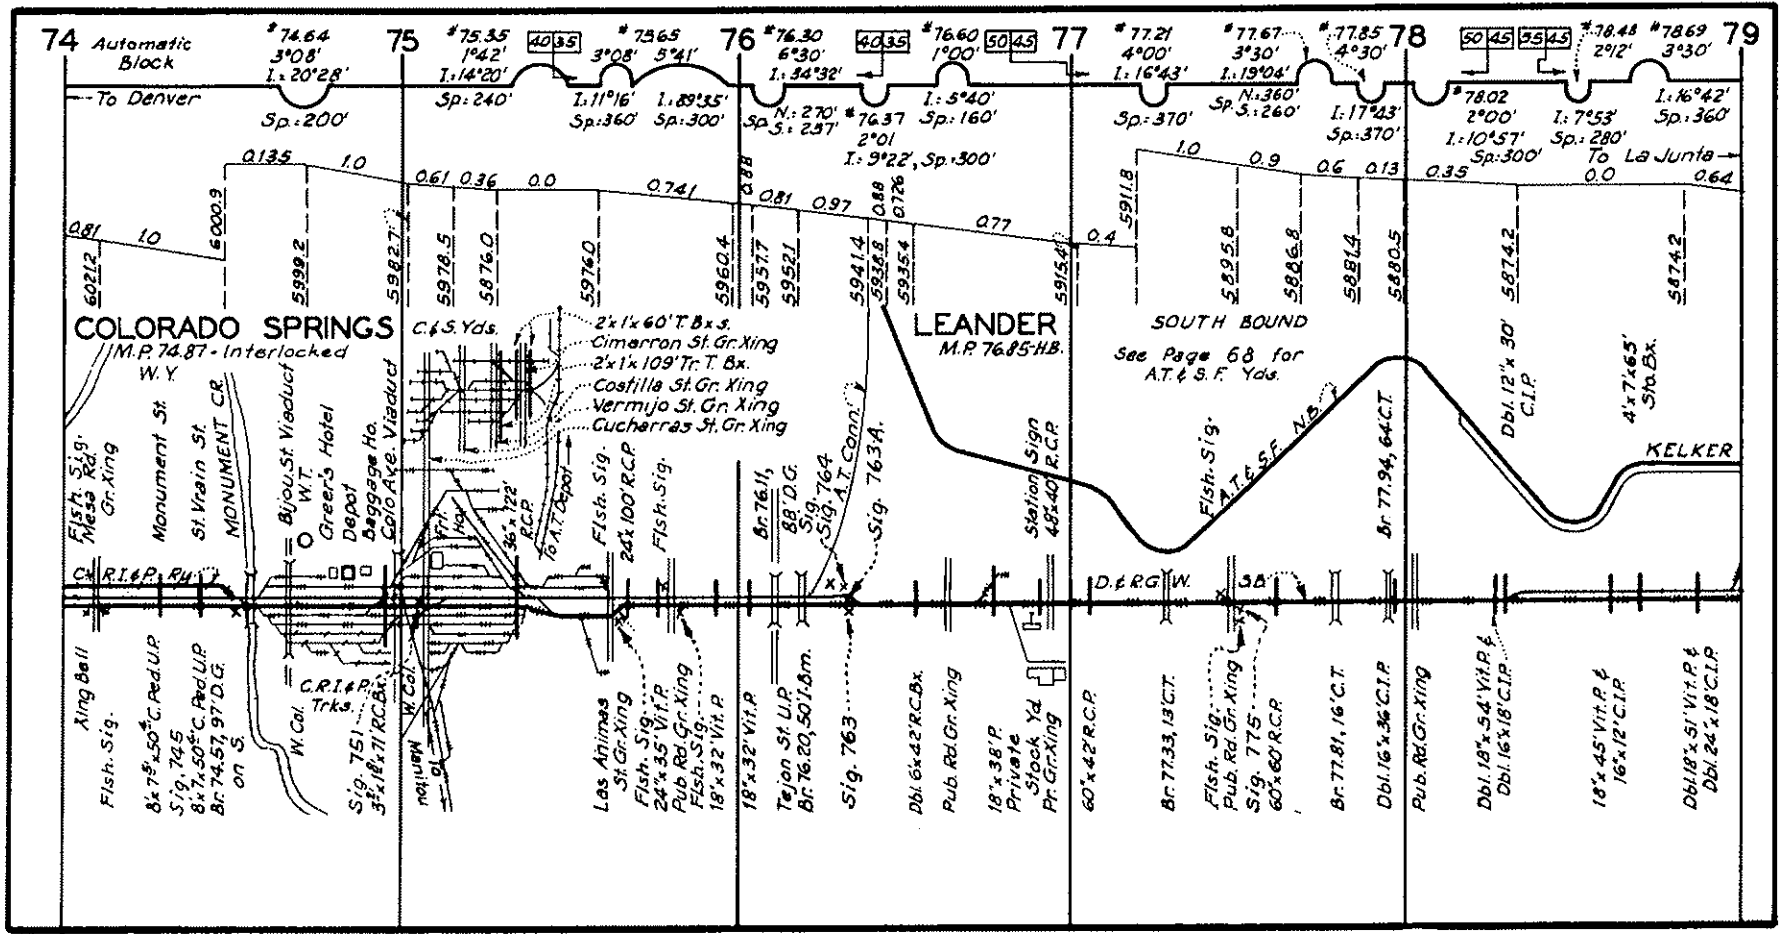 74
Automatic
Block
To Denver
#74.64
3°08'
I.: 20°28'
Sp.: 200'
75
#75.35
1°42'
I.: 14°20'
Sp.: 240'
40 35
3°08'
I.: 11°16'
Sp.: 360'
#75.65
5°41'
I.: 89°35'
Sp.: 300'
76
#76.30
6°30'
I.: 34°32'
N.: 270'
Sp. S.: 237'
40 35
#76.37
2°01
I.: 9°22', Sp.: 300'
#76.60
1°00'
I.: 5°40'
Sp.: 160'
50 45
77
#77.21
4°00'
I.: 16°43'
Sp.: 370'
#77.67
3°30'
I.: 19°04'
N.: 360'
Sp. S.: 260'
#77.85
4°30'
I.: 17°43'
Sp.: 370'
78
50 45
#78.02
2°00'
I.: 10°57'
Sp.: 300'
55 45
#78.48
2°12'
I.: 7°53'
Sp.: 280'
#78.69
3°30'
I.: 16°42'
Sp.: 360'
79
To La Junta
0.81
1.0
0.135
1.0
0.61
0.36
0.0
0.741
0.88
0.81
0.97
0.88
0.726
0.77
0.4
1.0
0.9
0.6
0.13
0.35
0.0
0.64
6021.2
6000.9
5999.2
5982.7
5978.5
5876.0
5976.0
5960.4
5957.7
5952.1
5941.4
5938.8
5935.4
5915.4
5911.8
5895.8
5886.8
5881.4
5880.5
5874.2
5874.2
COLORADO SPRINGS
M.P. 74.87 - Interlocked
W. Y.
C. & S. Yds.
2'x1'x60' T. Bxs.
Cimarron St. Gr. Xing
2'x1'x109' Tr. T. Bx.
Costilla St. Gr. Xing
Vermijo St. Gr. Xing
Cucharras St. Gr. Xing
LEANDER
M.P. 76.85-H.B.
SOUTH BOUND
See Page 68 for
A.T. & S.F. Yds.
Flsh. Sig.
Mesa Rd.
Gr. Xing
Monument St.
St. Vrain St.
MONUMENT CR.
Bijou St. Viaduct
W.T.
Greer's Hotel
Depot
Baggage Ho.
Colo Ave. Viaduct
Frt.
Ho.
36"x722'
R.C.P.
To A.T. Depot
Flsh. Sig.
24"x100' R.C.P.
Flsh. Sig.
Br. 76.11,
88' D.G.
Sig.
Sig. 764
A.T. Conn.
Sig. 763A.
Station Sign
48"x40' R.C.P.
Flsh. Sig.
A.T. & S.F. N.B.
Br. 77.94, 64 C.T.
Dbl. 12"x30'
C.I.P.
4'x7'x65'
Sto. Bx.
KELKER
C. R.I. & P. Ry.
D. & R.G.W.
S.B.
Xing Bell
Flsh. Sig.
8'x7'x50' C. Ped. U.P.
Sig. 745
8'x7'x50' C. Ped. U.P.
Br. 74.57, 97' D.G.
on S.
W. Col.
C.R.I. & P.
Trks.
Sig. 751
W. Col.
To
Manitou
Las Animas
St. Gr. Xing
Flsh. Sig.
24"x35' Vit. P.
Pub. Rd. Gr. Xing
Flsh. Sig.
18"x32' Vit. P.
18"x32' Vit. P.
Tejon St. U.P.
Br. 76.20, 50' I-Bm.
Sig. 763
Dbl. 6'x42' R.C. Bx.
Pub. Rd. Gr. Xing
18"x38' P.
Private
Stock Yd.
Pr. Gr. Xing
60"x42' R.C.P.
Br. 77.33, 13' C.T.
Flsh. Sig.
Pub. Rd. Gr. Xing
Sig. 775
60"x60' R.C.P.
Br. 77.81, 16' C.T.
Dbl. 16"x36' C.I.P.
Pub. Rd. Gr. Xing
Dbl. 18"x54' Vit. P. &
Dbl. 16"x18' C.I.P.
18"x45' Vit. P. &
16"x12' C.I.P.
Dbl. 18"x51' Vit. P. &
Dbl. 24"x18' C.I.P.